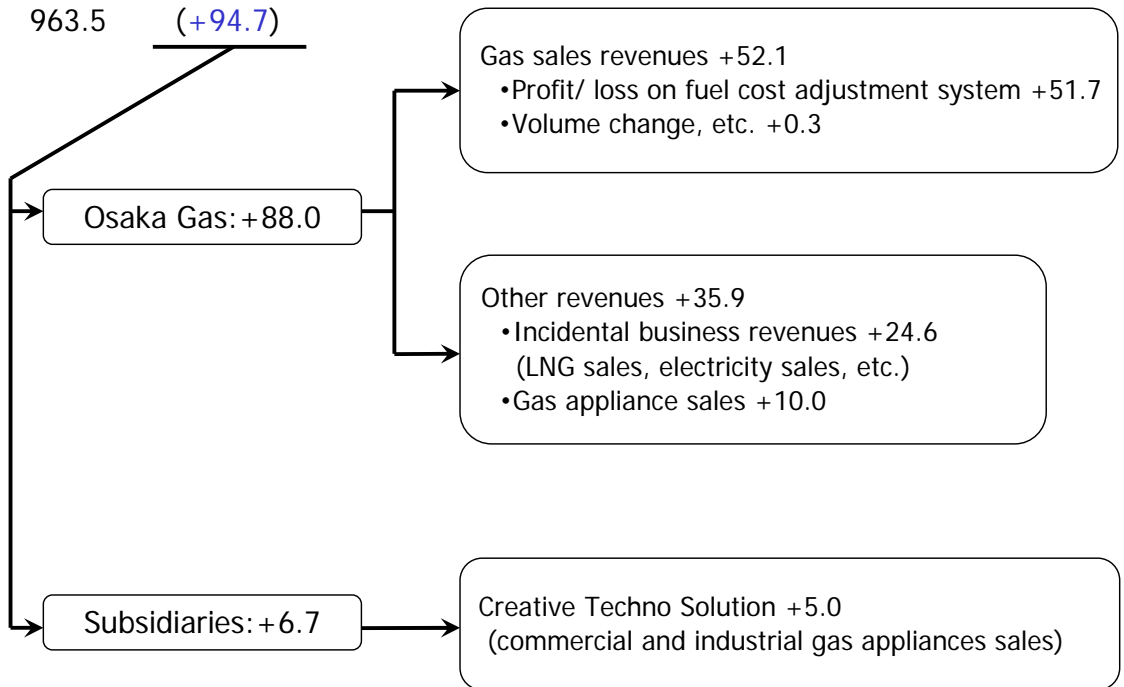 963.5 (+94.7)
Gas sales revenues +52.1
•Profit/ loss on fuel cost adjustment system +51.7
•Volume change, etc. +0.3
Osaka Gas:+88.0
Other revenues +35.9
•Incidental business revenues +24.6
(LNG sales, electricity sales, etc.)
•Gas appliance sales +10.0
Subsidiaries:+6.7
Creative Techno Solution +5.0
(commercial and industrial gas appliances sales)